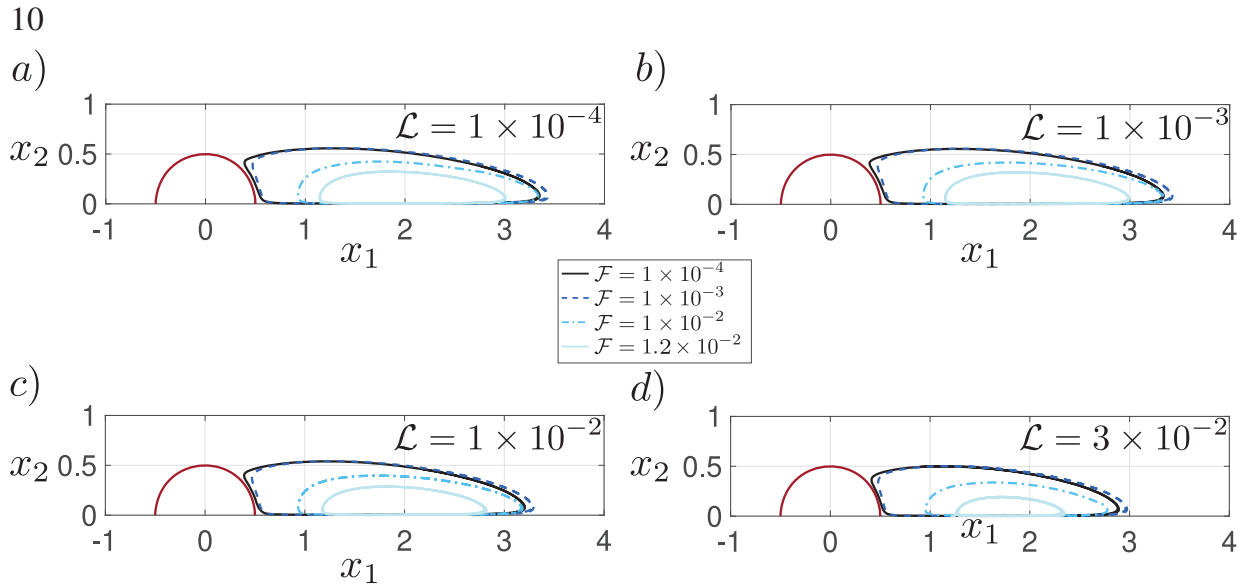 10
a)
b)
1
0.5
0
x₂
ℒ = 1 × 10⁻⁴
-1 0 1 2 3 4
x₁
1
0.5
0
x₂
ℒ = 1 × 10⁻³
-1 0 1 2 3 4
x₁
ℱ = 1 × 10⁻⁴
ℱ = 1 × 10⁻³
ℱ = 1 × 10⁻²
ℱ = 1.2 × 10⁻²
c)
d)
1
0.5
0
x₂
ℒ = 1 × 10⁻²
-1 0 1 2 3 4
x₁
1
0.5
0
x₂
ℒ = 3 × 10⁻²
x₁
-1 0 1 2 3 4